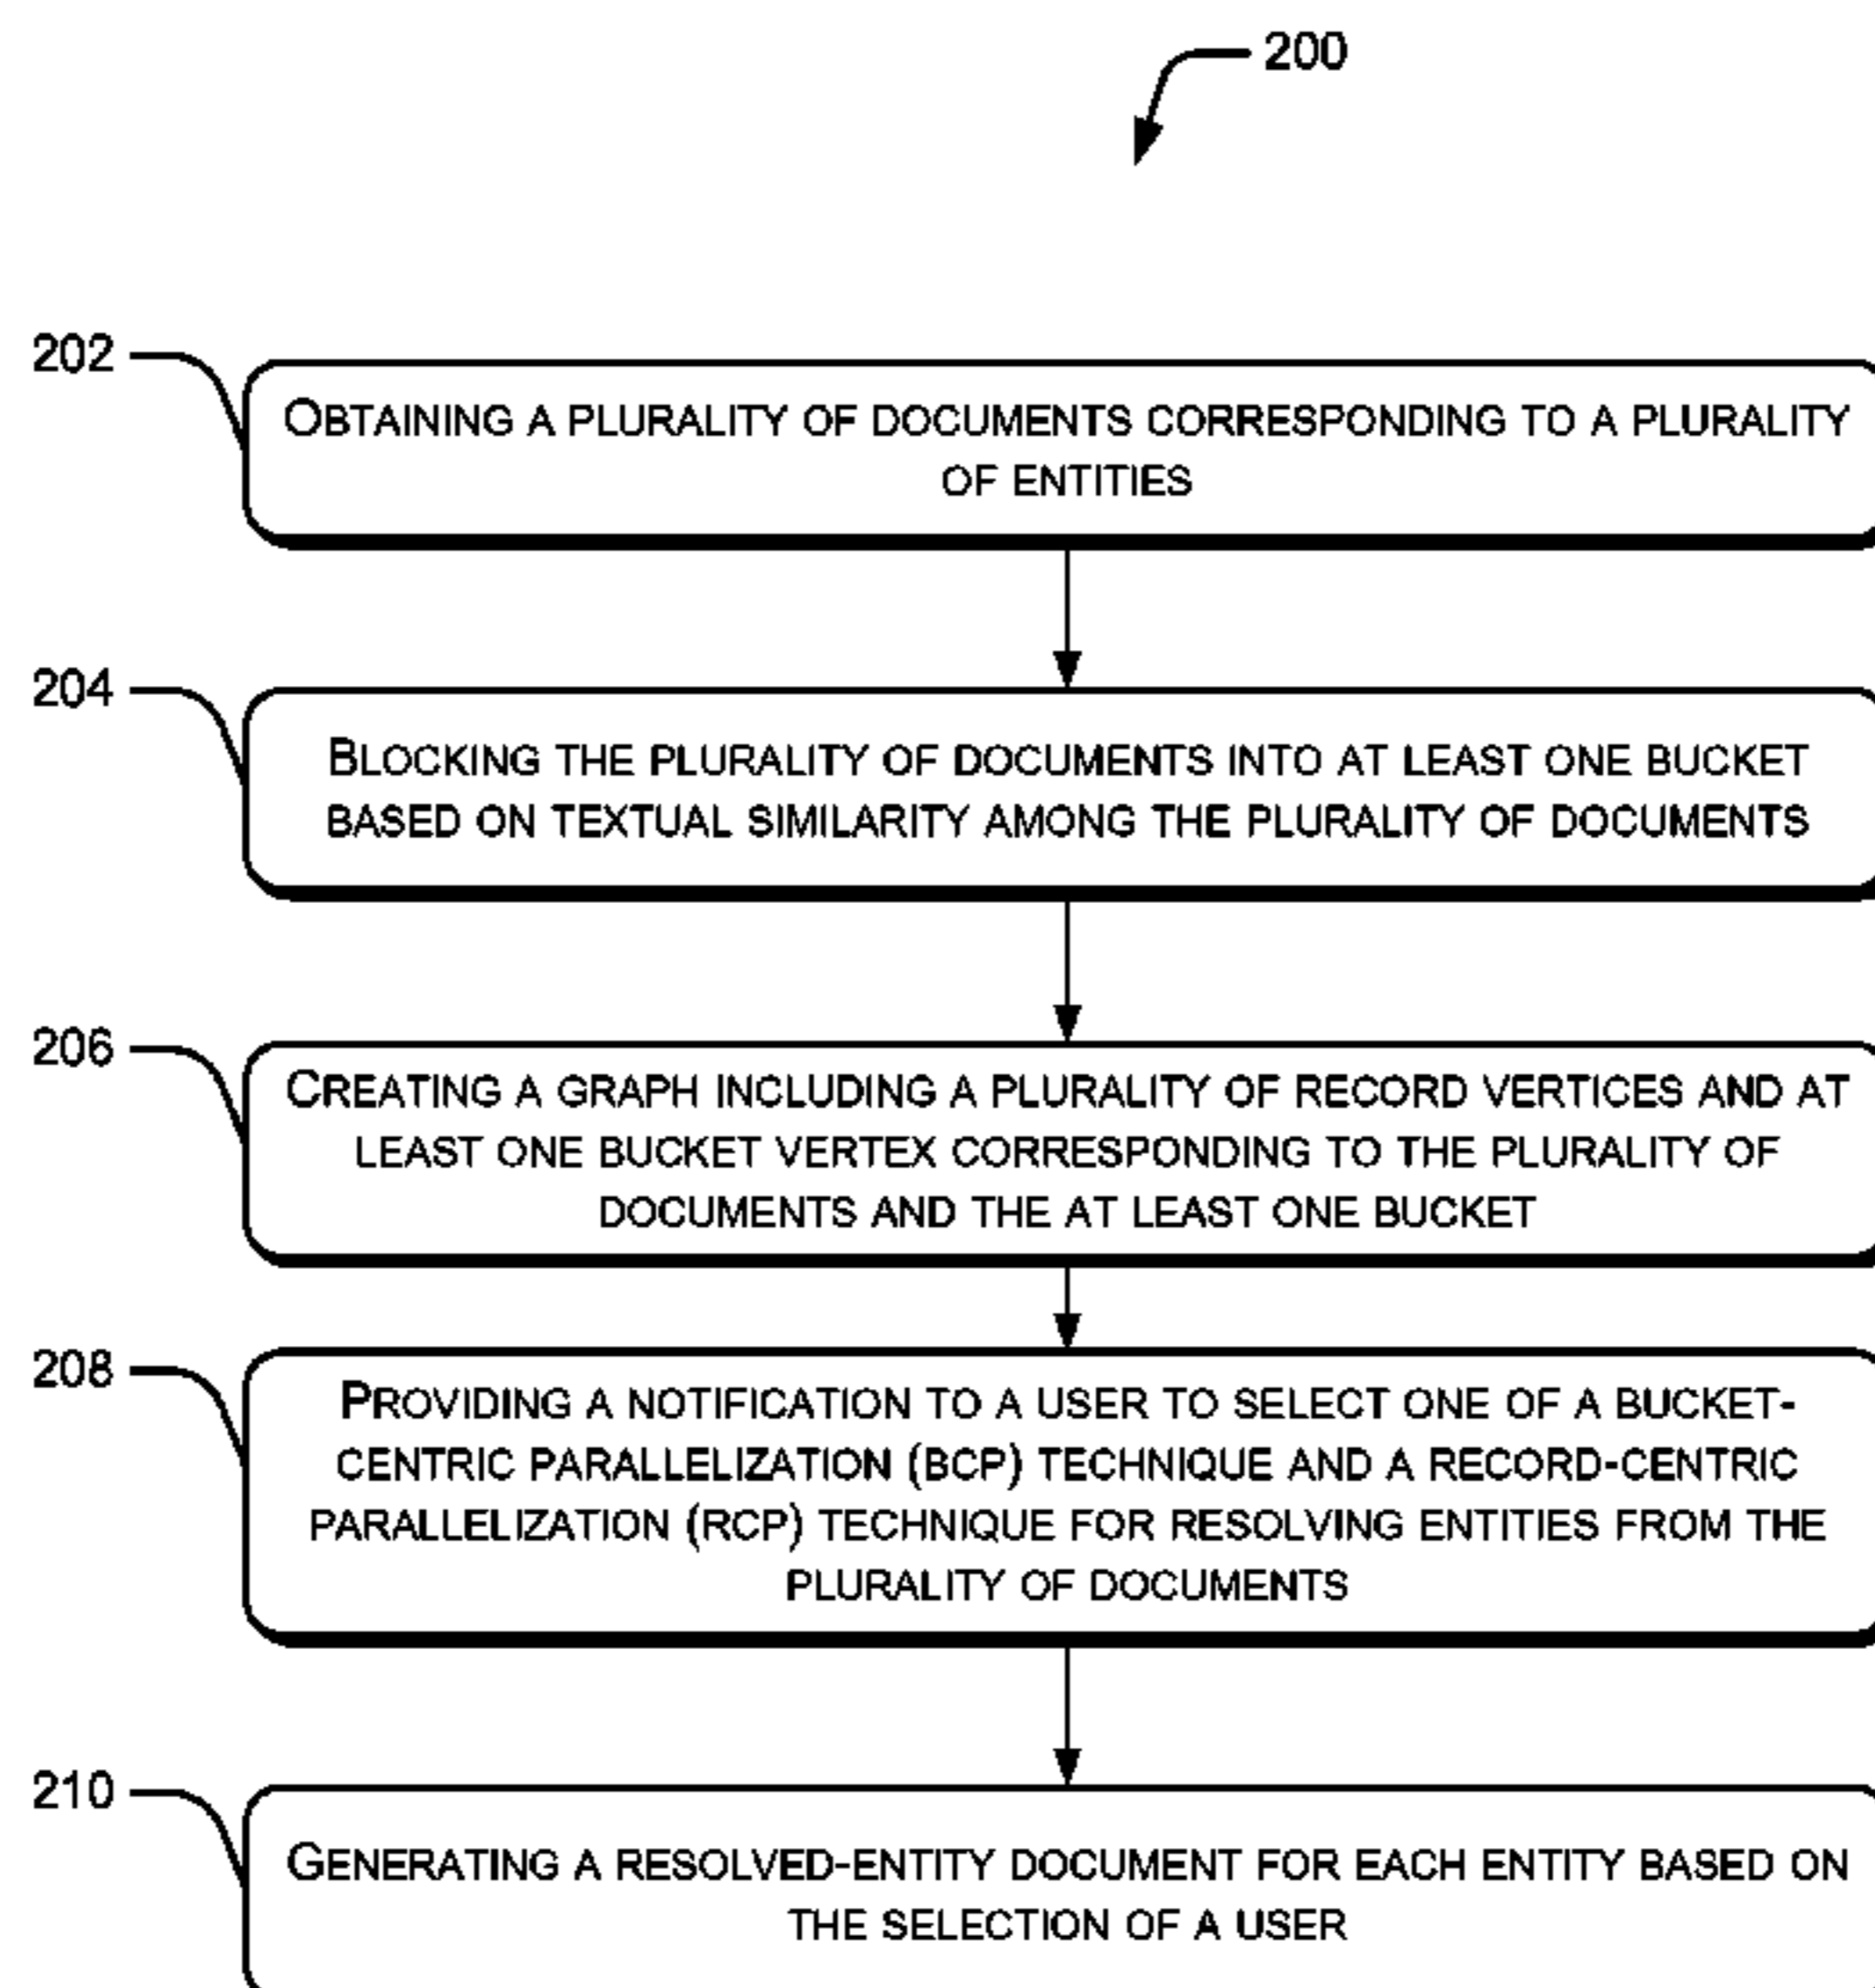 200
202
OBTAINING A PLURALITY OF DOCUMENTS CORRESPONDING TO A PLURALITY
OF ENTITIES
204
BLOCKING THE PLURALITY OF DOCUMENTS INTO AT LEAST ONE BUCKET
BASED ON TEXTUAL SIMILARITY AMONG THE PLURALITY OF DOCUMENTS
206
CREATING A GRAPH INCLUDING A PLURALITY OF RECORD VERTICES AND AT
LEAST ONE BUCKET VERTEX CORRESPONDING TO THE PLURALITY OF
DOCUMENTS AND THE AT LEAST ONE BUCKET
208
PROVIDING A NOTIFICATION TO A USER TO SELECT ONE OF A BUCKET-
CENTRIC PARALLELIZATION (BCP) TECHNIQUE AND A RECORD-CENTRIC
PARALLELIZATION (RCP) TECHNIQUE FOR RESOLVING ENTITIES FROM THE
PLURALITY OF DOCUMENTS
210
GENERATING A RESOLVED-ENTITY DOCUMENT FOR EACH ENTITY BASED ON
THE SELECTION OF A USER